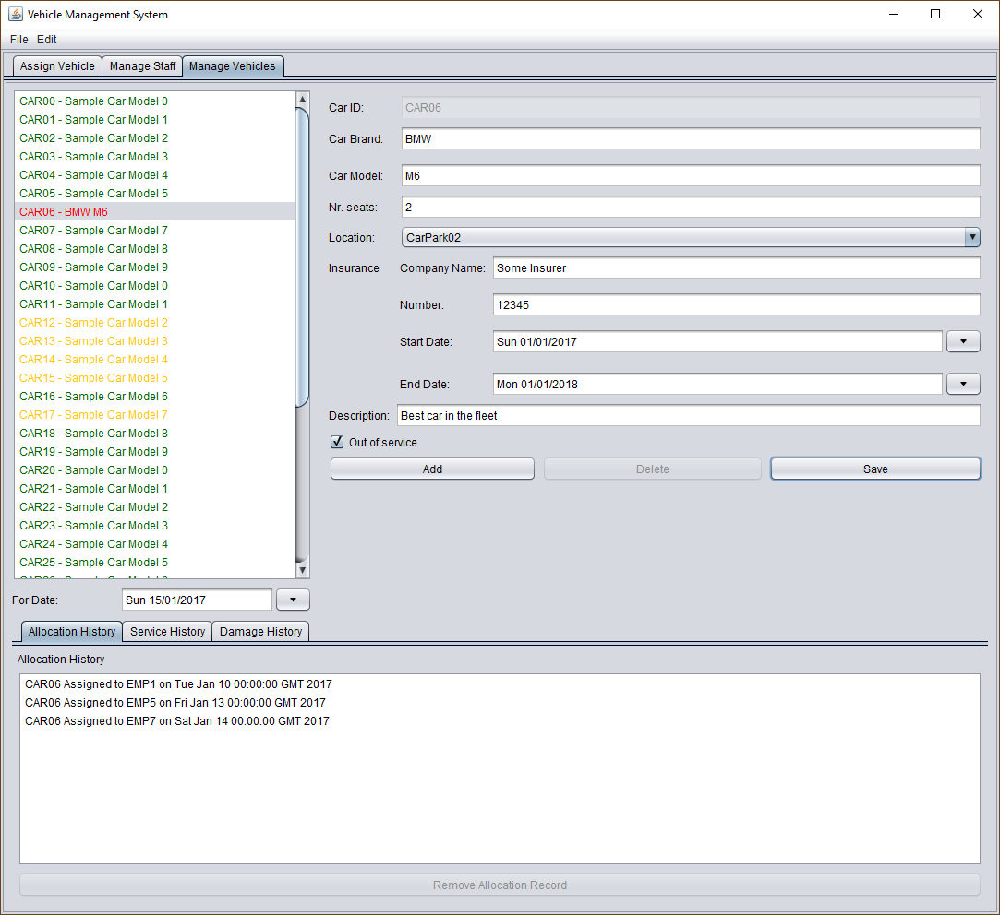 Vehicle Management System
File Edit
Assign Vehicle Manage Staff Manage Vehicles
CAR00 - Sample Car Model 0
CAR01 - Sample Car Model 1
CAR02 - Sample Car Model 2
CAR03 - Sample Car Model 3
CAR04 - Sample Car Model 4
CAR05 - Sample Car Model 5
CAR06 - BMW M6
CAR07 - Sample Car Model 7
CAR08 - Sample Car Model 8
CAR09 - Sample Car Model 9
CAR10 - Sample Car Model 0
CAR11 - Sample Car Model 1
CAR12 - Sample Car Model 2
CAR13 - Sample Car Model 3
CAR14 - Sample Car Model 4
CAR15 - Sample Car Model 5
CAR16 - Sample Car Model 6
CAR17 - Sample Car Model 7
CAR18 - Sample Car Model 8
CAR19 - Sample Car Model 9
CAR20 - Sample Car Model 0
CAR21 - Sample Car Model 1
CAR22 - Sample Car Model 2
CAR23 - Sample Car Model 3
CAR24 - Sample Car Model 4
CAR25 - Sample Car Model 5
For Date: Sun 15/01/2017
Car ID: CAR06
Car Brand: BMW
Car Model: M6
Nr. seats: 2
Location: CarPark02
Insurance Company Name: Some Insurer
Number: 12345
Start Date: Sun 01/01/2017
End Date: Mon 01/01/2018
Description: Best car in the fleet
Out of service
Add Delete Save
Allocation History Service History Damage History
Allocation History
CAR06 Assigned to EMP1 on Tue Jan 10 00:00:00 GMT 2017
CAR06 Assigned to EMP5 on Fri Jan 13 00:00:00 GMT 2017
CAR06 Assigned to EMP7 on Sat Jan 14 00:00:00 GMT 2017
Remove Allocation Record